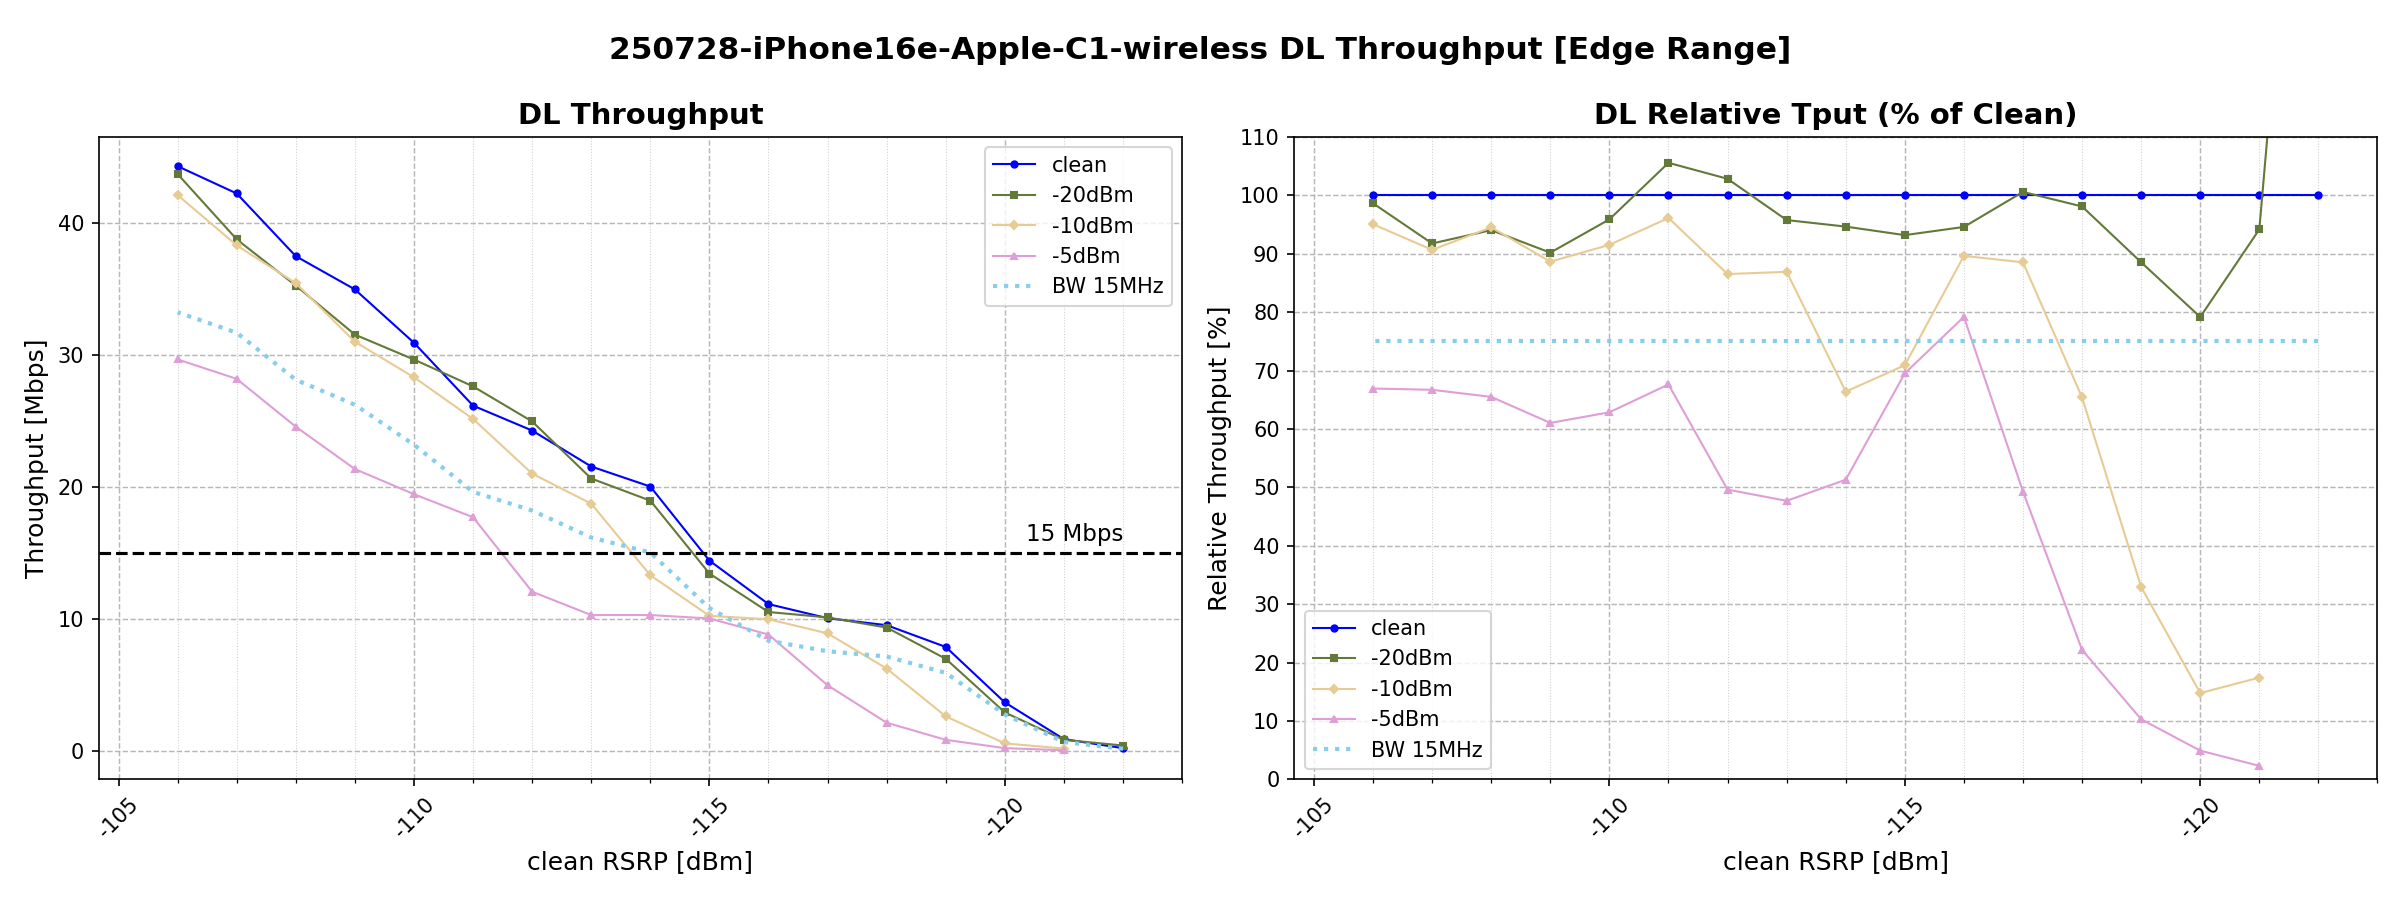 250728-iPhone16e-Apple-C1-wireless DL Throughput [Edge Range]
DL Throughput
Throughput [Mbps]
40
30
20
10
0
clean
-20dBm
-10dBm
-5dBm
BW 15MHz
15 Mbps
-105
-110
-115
-120
clean RSRP [dBm]
DL Relative Tput (% of Clean)
Relative Throughput [%]
110
100
90
80
70
60
50
40
30
20
10
0
clean
-20dBm
-10dBm
-5dBm
BW 15MHz
-105
-110
-115
-120
clean RSRP [dBm]